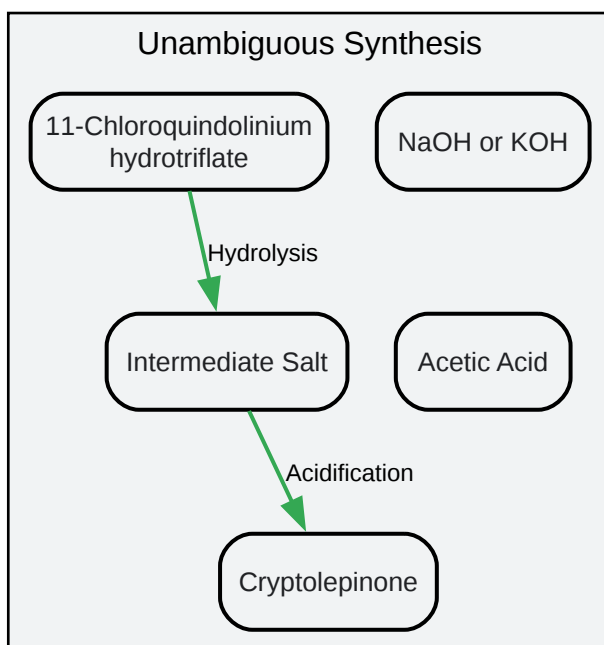 Unambiguous Synthesis
11-Chloroquindolinium
hydrotriflate
NaOH or KOH
Hydrolysis
Intermediate Salt
Acetic Acid
Acidification
Cryptolepinone